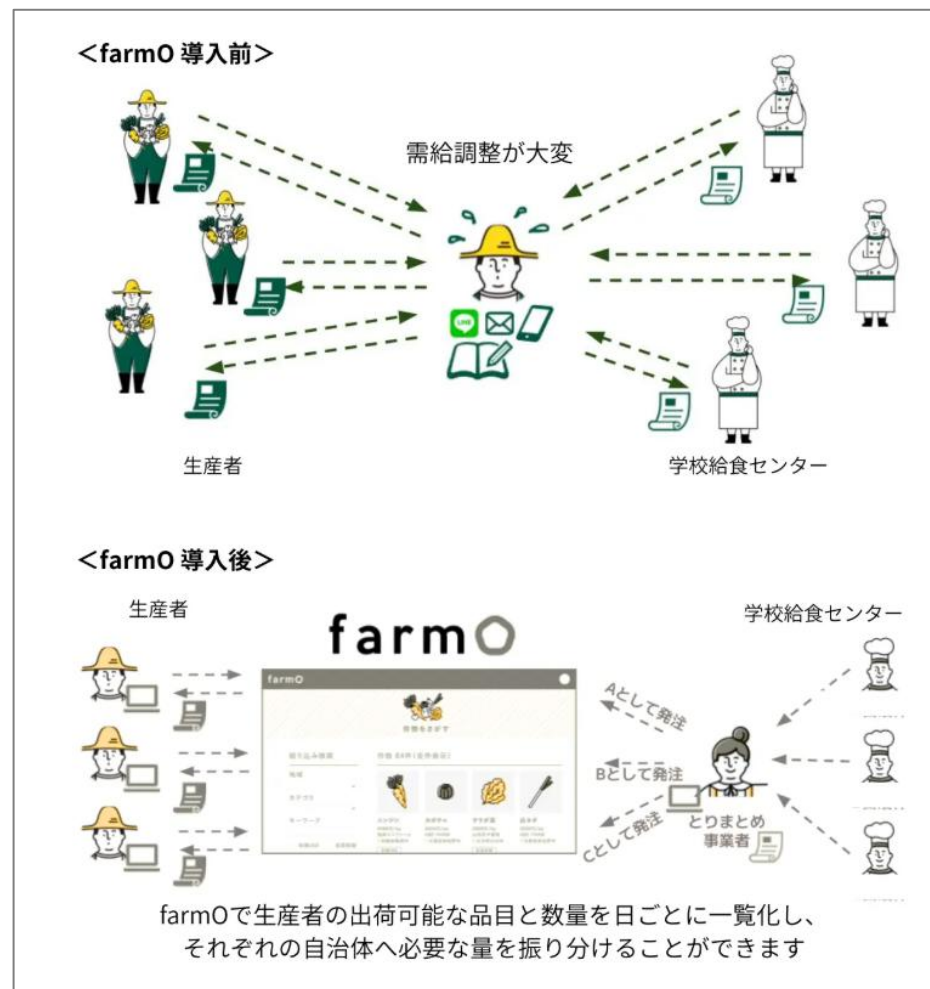 ＜farmO 導入前＞
需給調整が大変
LINE
生産者
学校給食センター
＜farmO 導入後＞
生産者
学校給食センター
farmO
farmO
Aとして発注
Bとして発注
Cとして発注
とりまとめ
事業者
farmOで生産者の出荷可能な品目と数量を日ごとに一覧化し、
それぞれの自治体へ必要な量を振り分けることができます